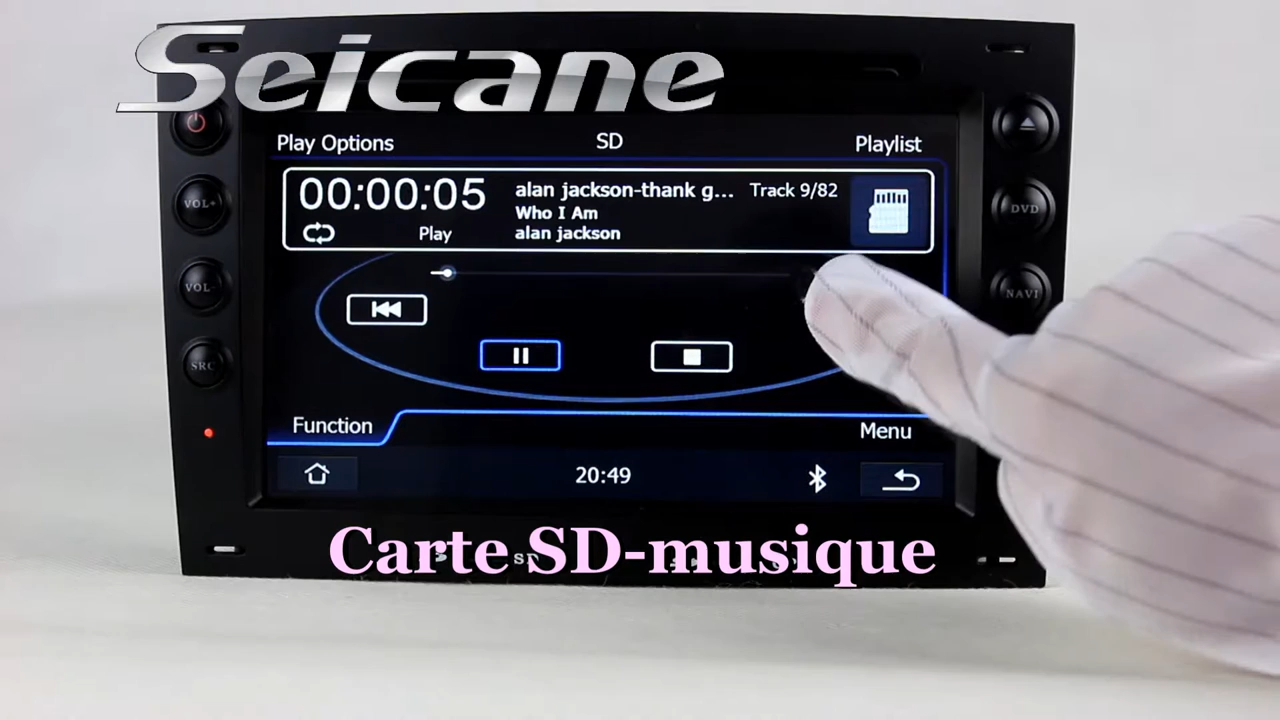 Seicane
Play Options SD Playlist
00:00:05 alan jackson-thank g... Track 9/82
Who I Am
Play alan jackson
VOL+
DVD
VOL-
NAVI
SRC
Function Menu
20:49
Carte SD-musique